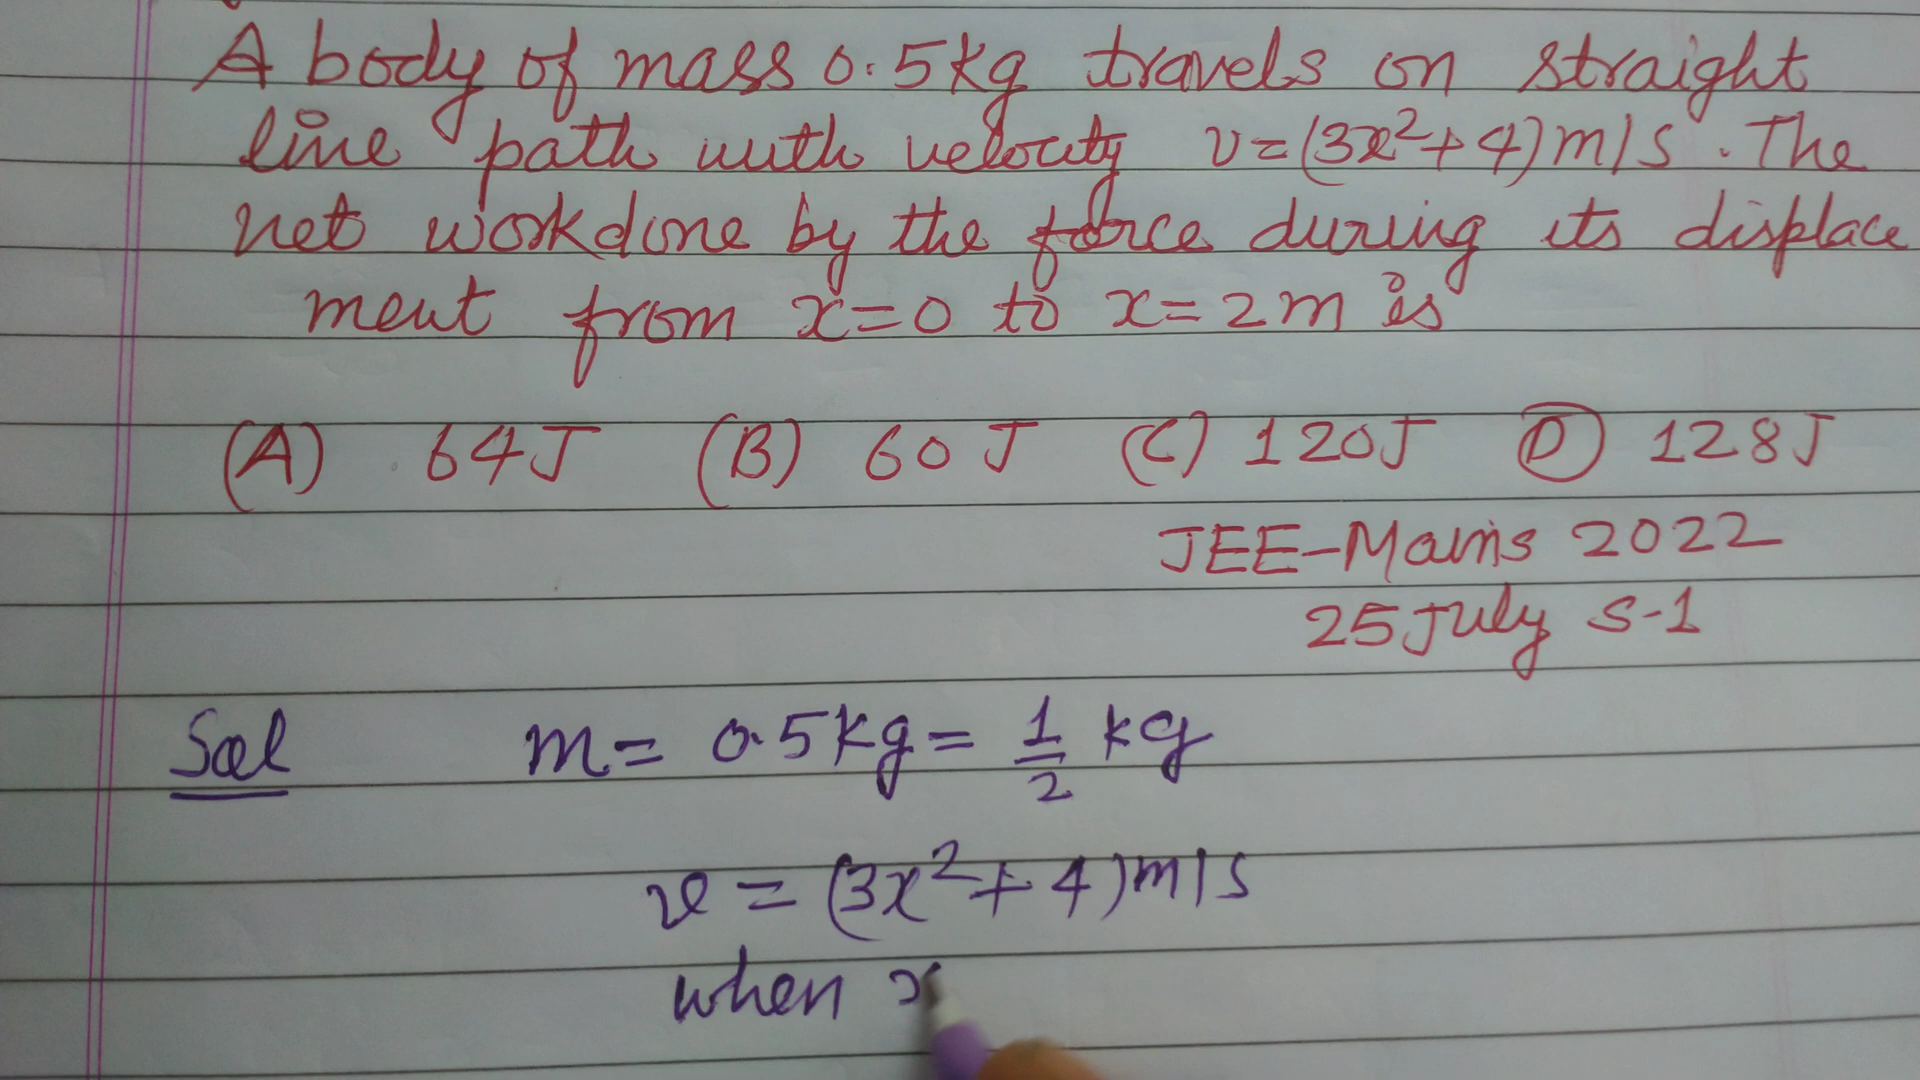 A body of mass 0.5kg travels on straight
line path with velocity v=(3x²+4)m/s. The
net workdone by the force during its displace
ment from x=0 to x=2m is
(A) 64J (B) 60J (C) 120J (D) 128J
JEE-Mains 2022
25July S-1
Sol m= 0.5kg= 1/2 kg
v = (3x²+4)m/s
when x